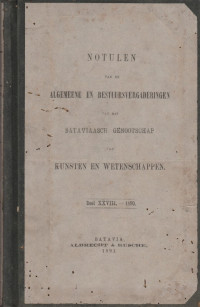 NOTULEN
VAN DE
ALGEMEENE EN BESTUURSVERGADERINGEN
VAN HET
BATAVIAASCH GENOOTSCHAP
VAN
KUNSTEN EN WETENSCHAPPEN.
Deel XXVIII. — 1890.
BATAVIA,
ALBRECHT & RUSCHE,